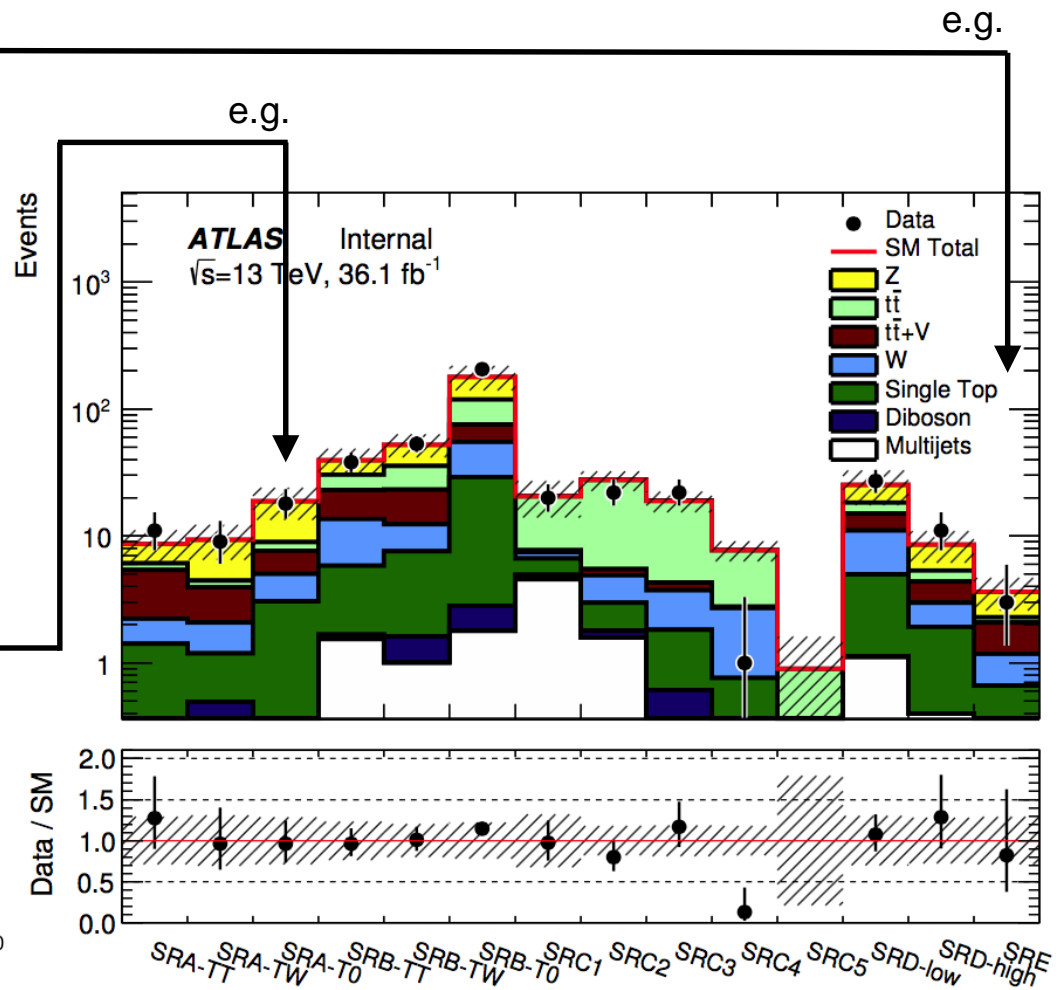 e.g.
e.g.
Events
ATLAS Internal
√s=13 TeV, 36.1 fb⁻¹
Data
SM Total
Z
tt̄
tt̄+V
W
Single Top
Diboson
Multijets
10³
10²
10
1
Data / SM
2.0
1.5
1.0
0.5
0.0
0
SRA-TT SRA-TW SRA-T0 SRB-TT SRB-TW SRB-T0 SRC1 SRC2 SRC3 SRC4 SRC5 SRD-low SRD-high SRE